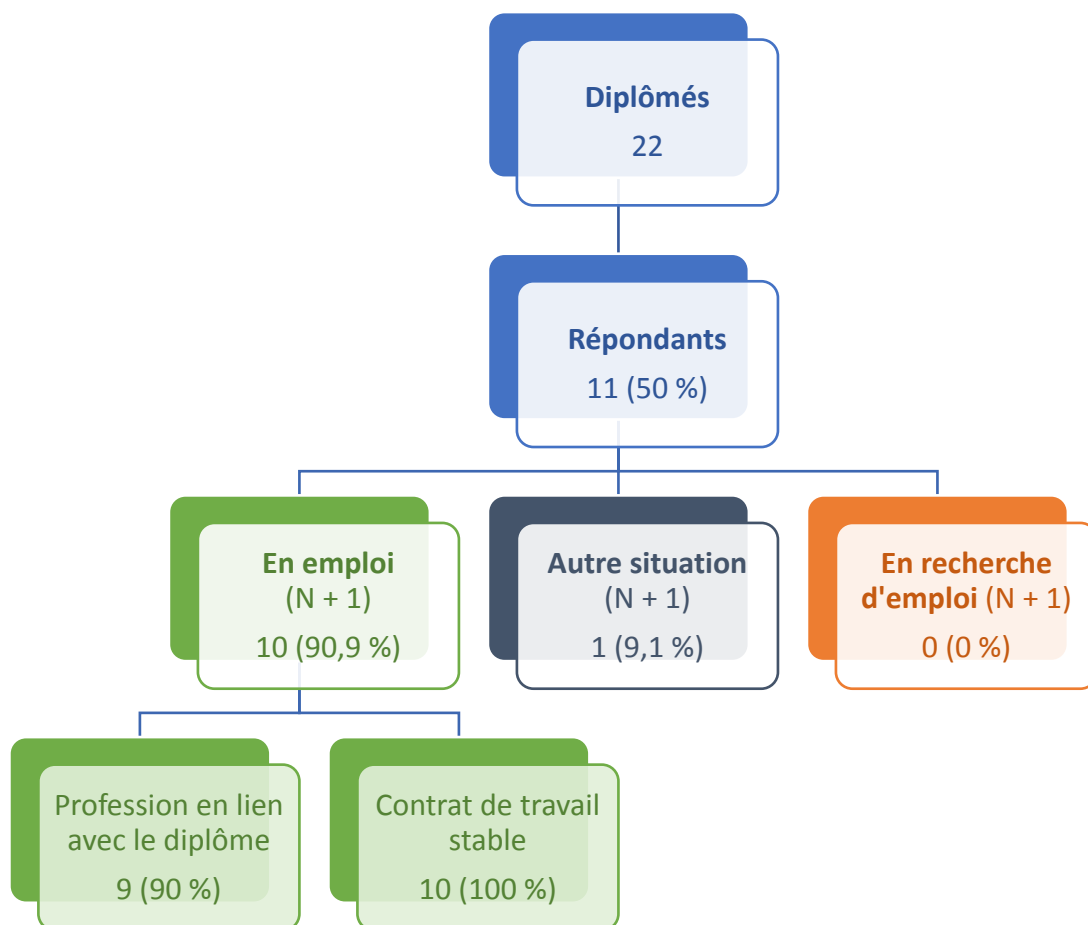 Diplômés
22
Répondants
11 (50 %)
En emploi
(N + 1)
10 (90,9 %)
Autre situation
(N + 1)
1 (9,1 %)
En recherche
d'emploi (N + 1)
0 (0 %)
Profession en lien
avec le diplôme
9 (90 %)
Contrat de travail
stable
10 (100 %)